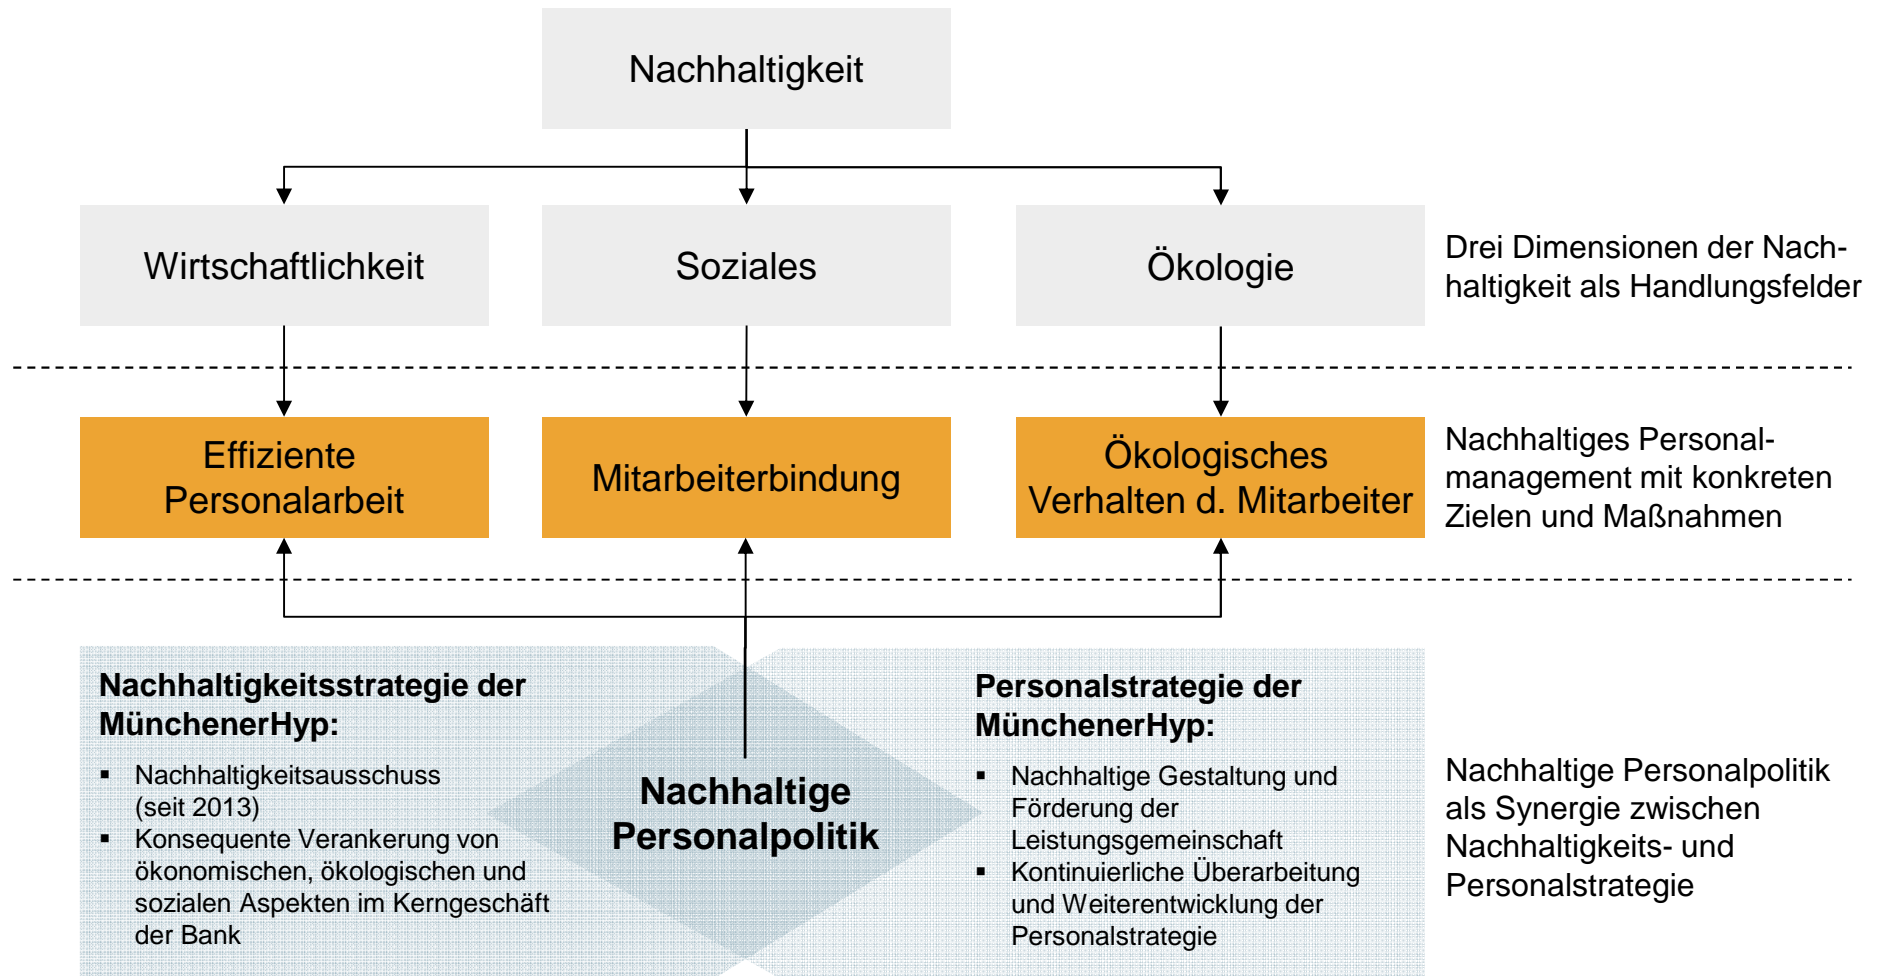 Nachhaltigkeit
Wirtschaftlichkeit
Soziales
Ökologie
Drei Dimensionen der Nach-
haltigkeit als Handlungsfelder
Effiziente
Personalarbeit
Mitarbeiterbindung
Ökologisches
Verhalten d. Mitarbeiter
Nachhaltiges Personal-
management mit konkreten
Zielen und Maßnahmen
Nachhaltigkeitsstrategie der
MünchenerHyp:
▪ Nachhaltigkeitsausschuss
(seit 2013)
▪ Konsequente Verankerung von
ökonomischen, ökologischen und
sozialen Aspekten im Kerngeschäft
der Bank
Nachhaltige
Personalpolitik
Personalstrategie der
MünchenerHyp:
▪ Nachhaltige Gestaltung und
Förderung der
Leistungsgemeinschaft
▪ Kontinuierliche Überarbeitung
und Weiterentwicklung der
Personalstrategie
Nachhaltige Personalpolitik
als Synergie zwischen
Nachhaltigkeits- und
Personalstrategie